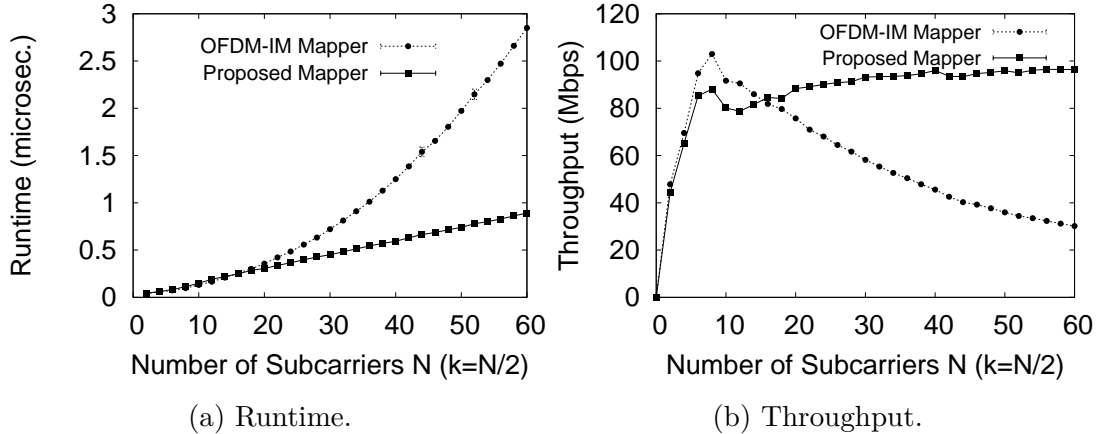 OFDM-IM Mapper
Proposed Mapper
Runtime (microsec.)
3
2.5
2
1.5
1
0.5
0
0 10 20 30 40 50 60
Number of Subcarriers N (k=N/2)
(a) Runtime.
OFDM-IM Mapper
Proposed Mapper
Throughput (Mbps)
120
100
80
60
40
20
0
0 10 20 30 40 50 60
Number of Subcarriers N (k=N/2)
(b) Throughput.